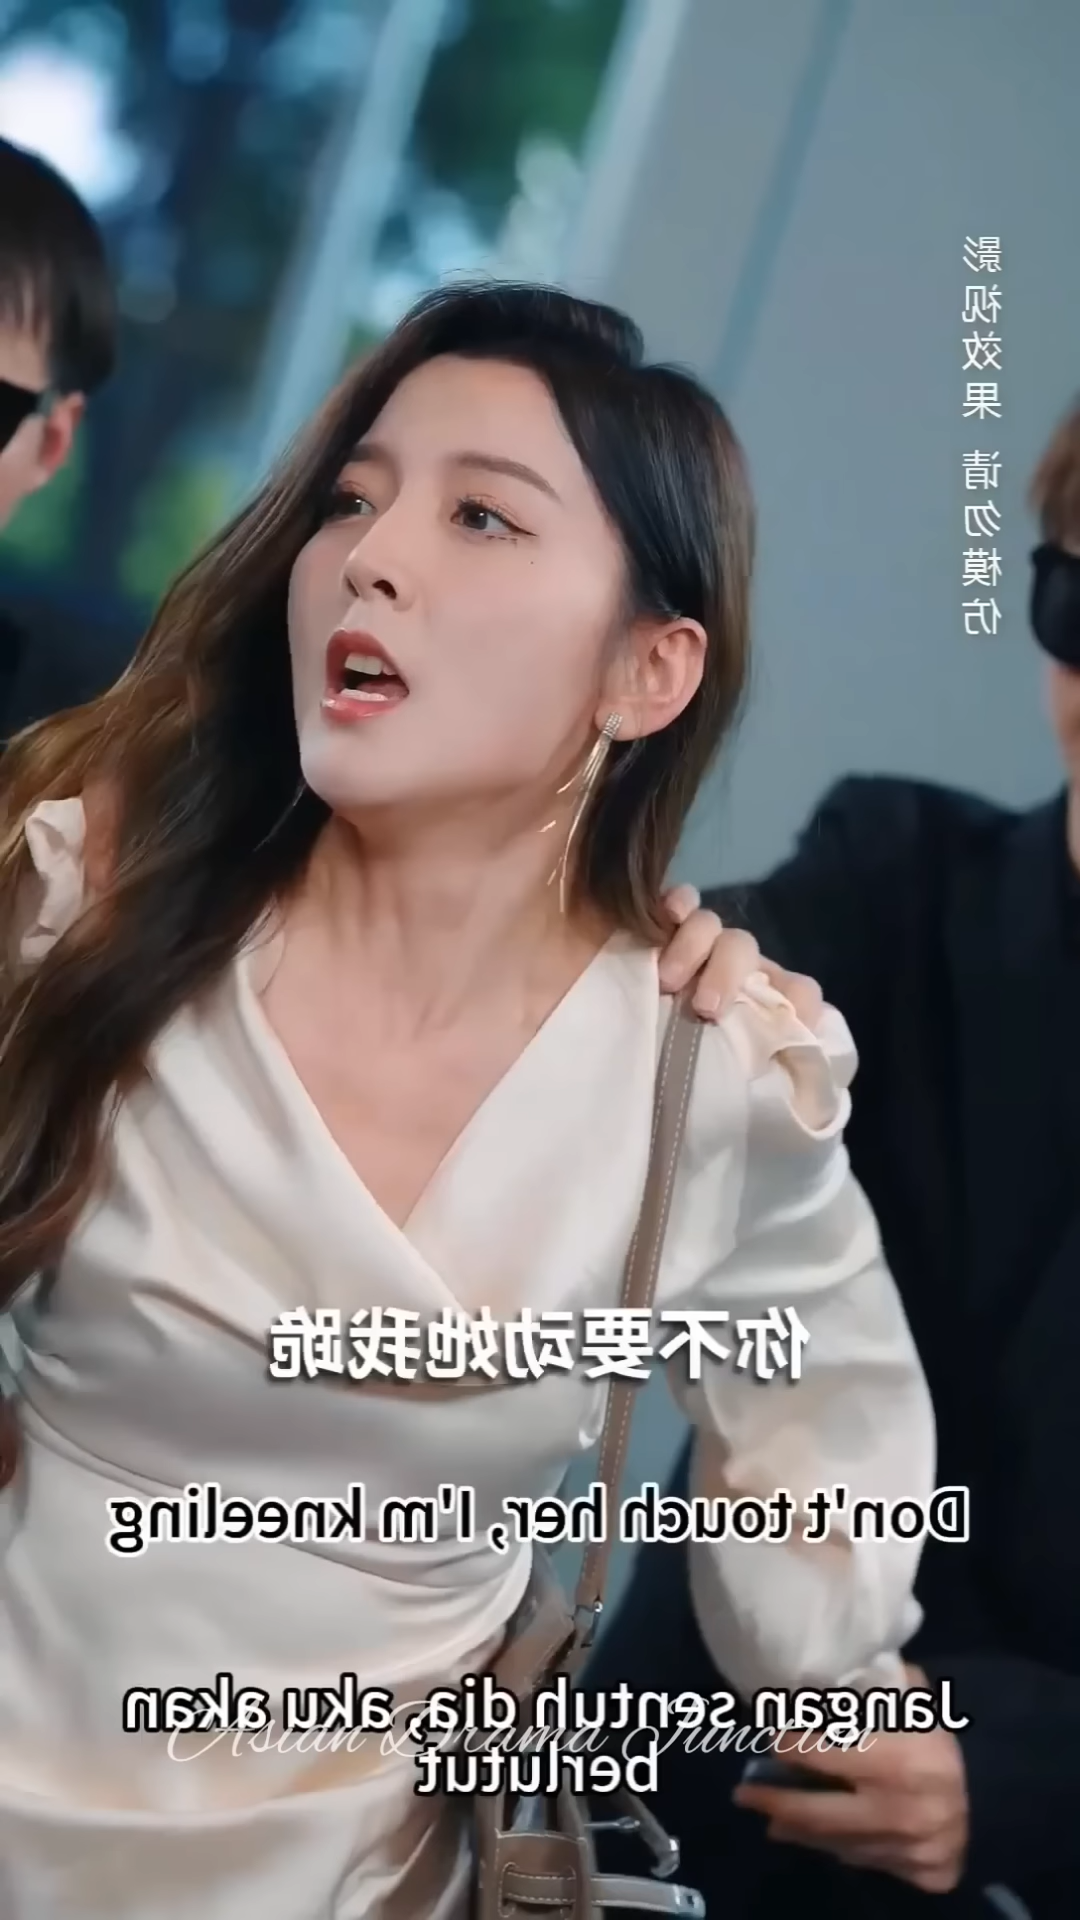 影视效果 请勿模仿
你不要动她我跪
Don't touch her, I'm kneeling
Jangan sentuh dia, aku akan
berlutut
Asian Drama Junction